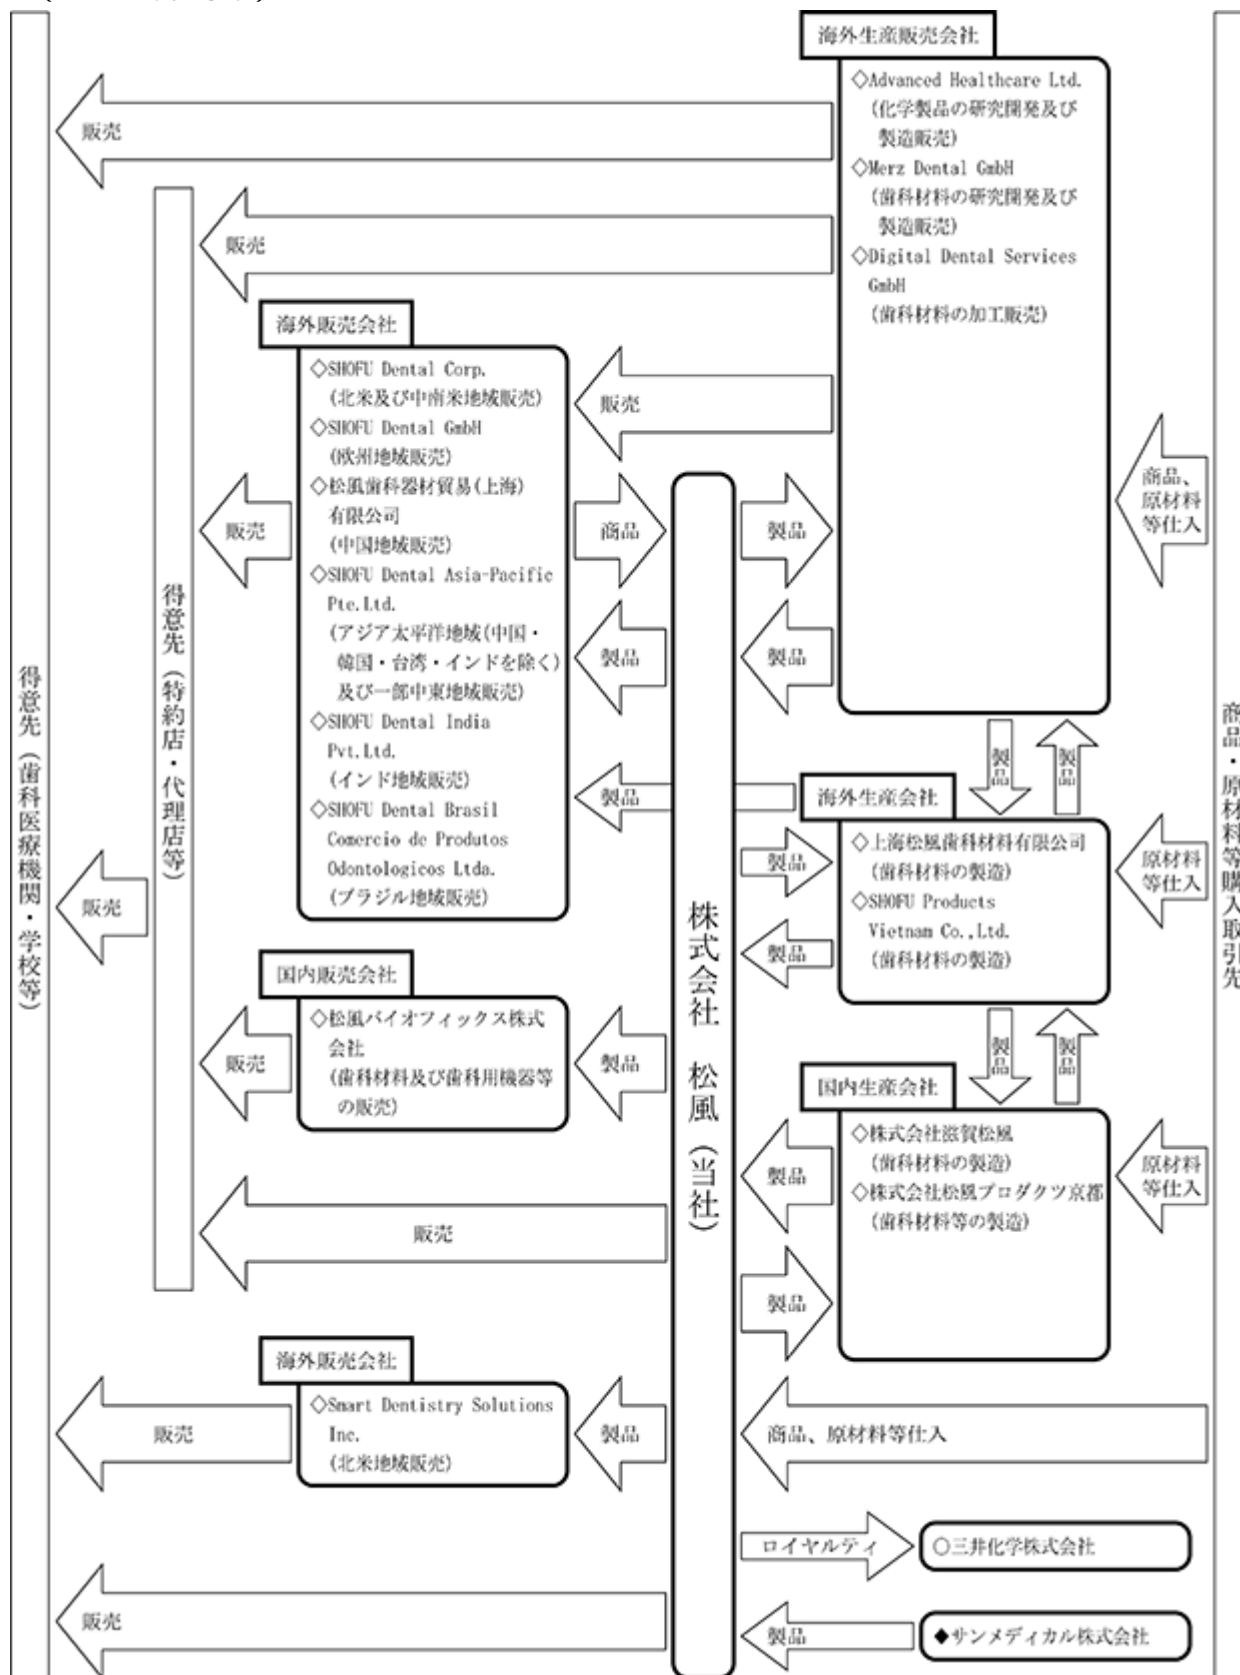 海外生産販売会社
◇Advanced Healthcare Ltd.
(化学製品の研究開発及び
製造販売)
◇Merz Dental GmbH
(歯科材料の研究開発及び
製造販売)
◇Digital Dental Services
GmbH
(歯科材料の加工販売)
販売
販売
海外販売会社
◇SHOFU Dental Corp.
(北米及び中南米地域販売)
◇SHOFU Dental GmbH
(欧州地域販売)
◇松風歯科器材貿易(上海)
有限公司
(中国地域販売)
◇SHOFU Dental Asia-Pacific
Pte.Ltd.
(アジア太平洋地域(中国・
韓国・台湾・インドを除く)
及び一部中東地域販売)
◇SHOFU Dental India
Pvt.Ltd.
(インド地域販売)
◇SHOFU Dental Brasil
Comercio de Produtos
Odontologicos Ltda.
(ブラジル地域販売)
販売
販売
商品
製品
製品
製品
商品、
原材料
等仕入
製品
製品
製品
海外生産会社
◇上海松風歯科材料有限公司
(歯科材料の製造)
◇SHOFU Products
Vietnam Co.,Ltd.
(歯科材料の製造)
製品
製品
原材料
等仕入
販売
得意先(歯科医療機関・学校等)
得意先(特約店・代理店等)
株式会社 松風(当社)
商品・原材料等購入取引先
国内販売会社
◇松風バイオフィックス株式
会社
(歯科材料及び歯科用機器等
の販売)
販売
製品
製品
製品
国内生産会社
◇株式会社滋賀松風
(歯科材料の製造)
◇株式会社松風プロダクツ京都
(歯科材料等の製造)
製品
原材料
等仕入
販売
製品
海外販売会社
◇Smart Dentistry Solutions
Inc.
(北米地域販売)
販売
製品
商品、原材料等仕入
ロイヤルティ
○三井化学株式会社
販売
製品
◆サンメディカル株式会社